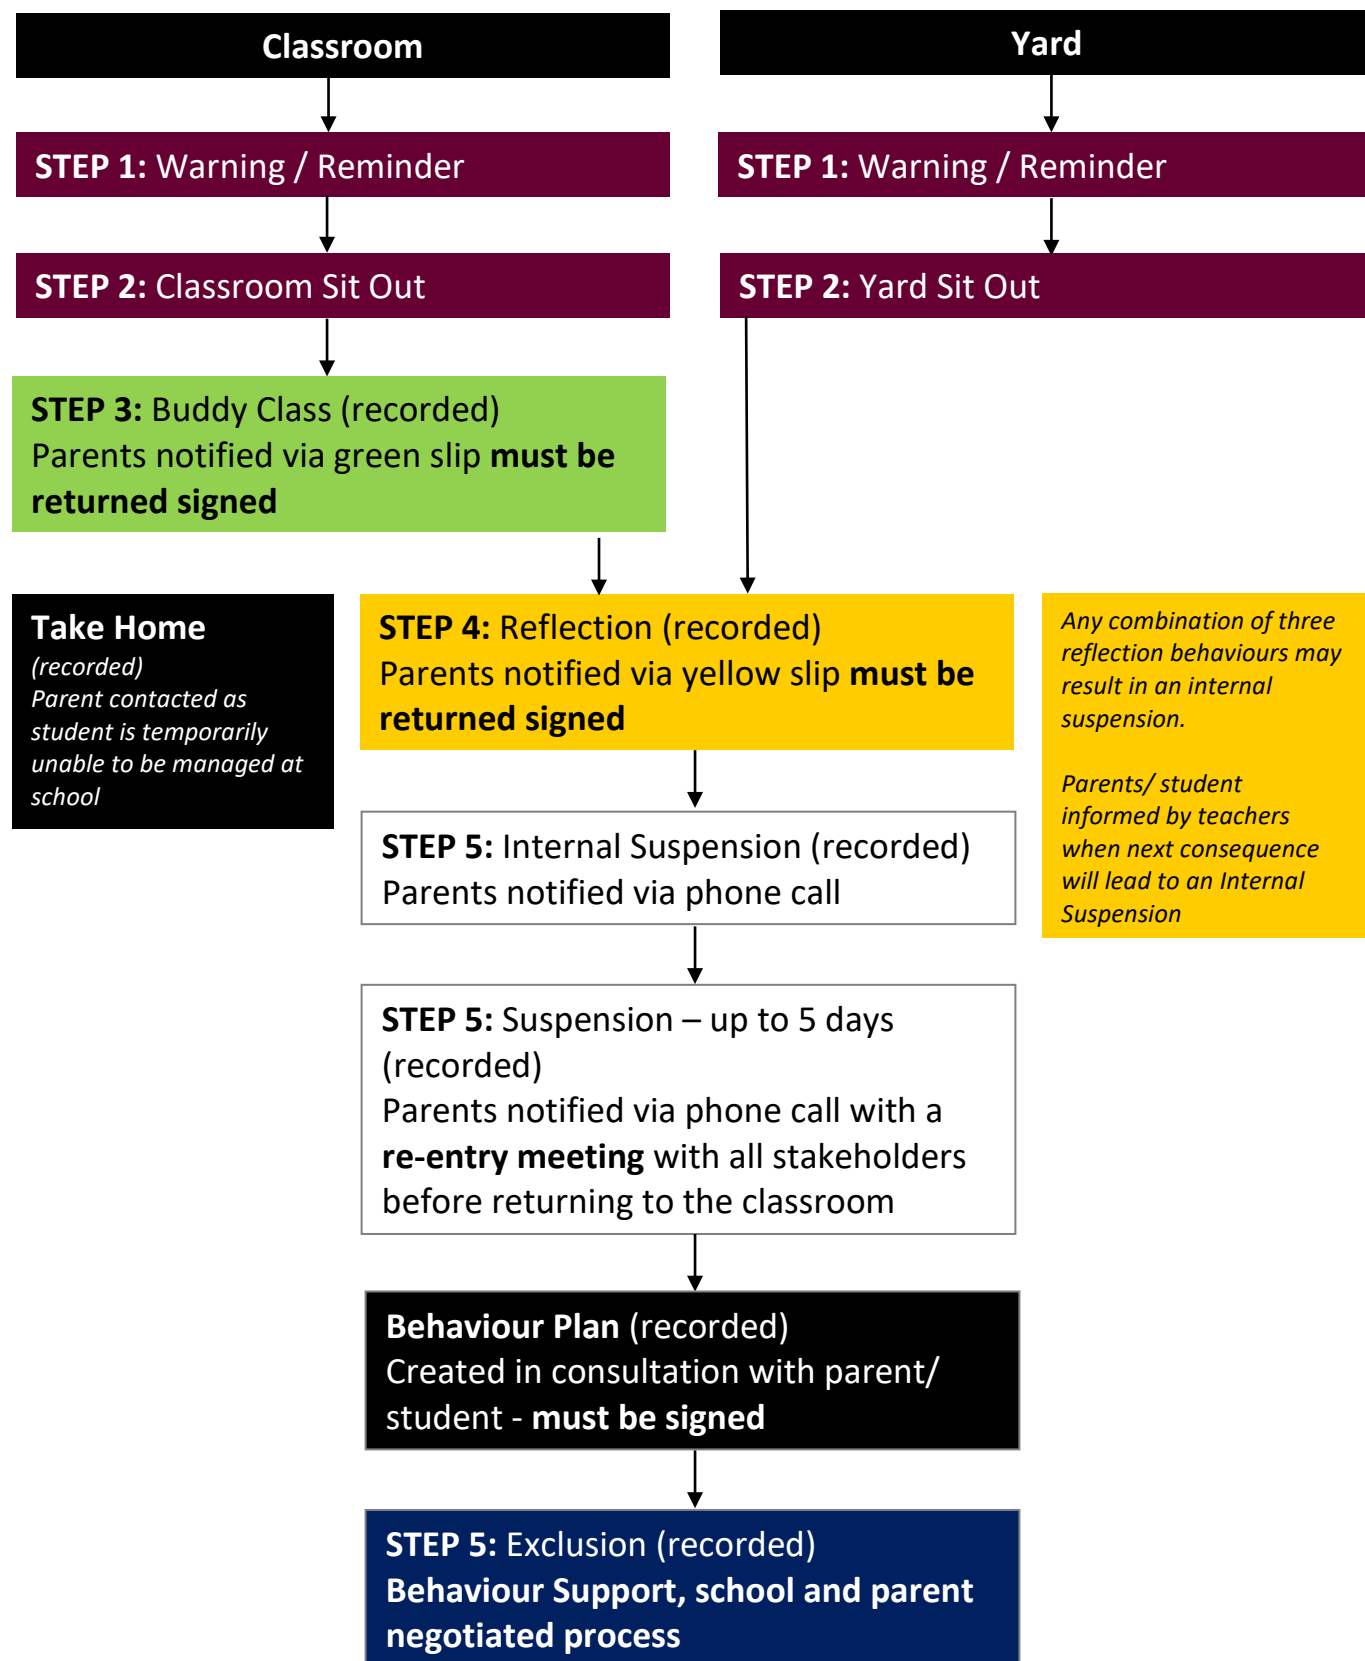 Classroom
Yard
STEP 1: Warning / Reminder
STEP 1: Warning / Reminder
STEP 2: Classroom Sit Out
STEP 2: Yard Sit Out
STEP 3: Buddy Class (recorded)
Parents notified via green slip must be
returned signed
Take Home
(recorded)
Parent contacted as
student is temporarily
unable to be managed at
school
STEP 4: Reflection (recorded)
Parents notified via yellow slip must be
returned signed
Any combination of three
reflection behaviours may
result in an internal
suspension.
Parents/ student
informed by teachers
when next consequence
will lead to an Internal
Suspension
STEP 5: Internal Suspension (recorded)
Parents notified via phone call
STEP 5: Suspension – up to 5 days
(recorded)
Parents notified via phone call with a
re-entry meeting with all stakeholders
before returning to the classroom
Behaviour Plan (recorded)
Created in consultation with parent/
student - must be signed
STEP 5: Exclusion (recorded)
Behaviour Support, school and parent
negotiated process